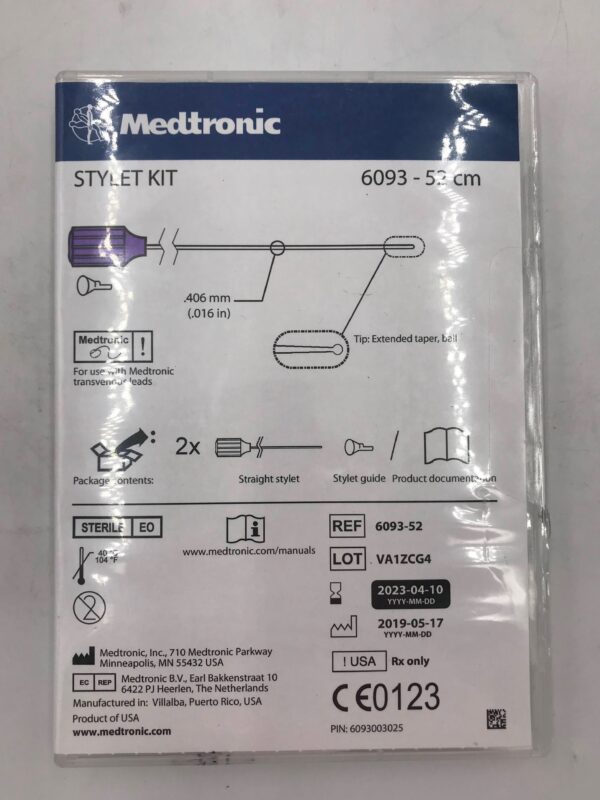 Medtronic
STYLET KIT 6093 - 52 cm
.406 mm
(.016 in)
Tip: Extended taper, ball
Medtronic !
For use with Medtronic
transvenous leads
2x
Package contents: Straight stylet Stylet guide Product documentation
STERILE EO
www.medtronic.com/manuals
40 °C
104 °F
2
REF 6093-52
LOT VA1ZCG4
2023-04-10
YYYY-MM-DD
2019-05-17
YYYY-MM-DD
! USA Rx only
Medtronic, Inc., 710 Medtronic Parkway
Minneapolis, MN 55432 USA
EC REP Medtronic B.V., Earl Bakkenstraat 10
6422 PJ Heerlen, The Netherlands
Manufactured in: Villalba, Puerto Rico, USA
Product of USA
www.medtronic.com
CE0123
PIN: 6093003025